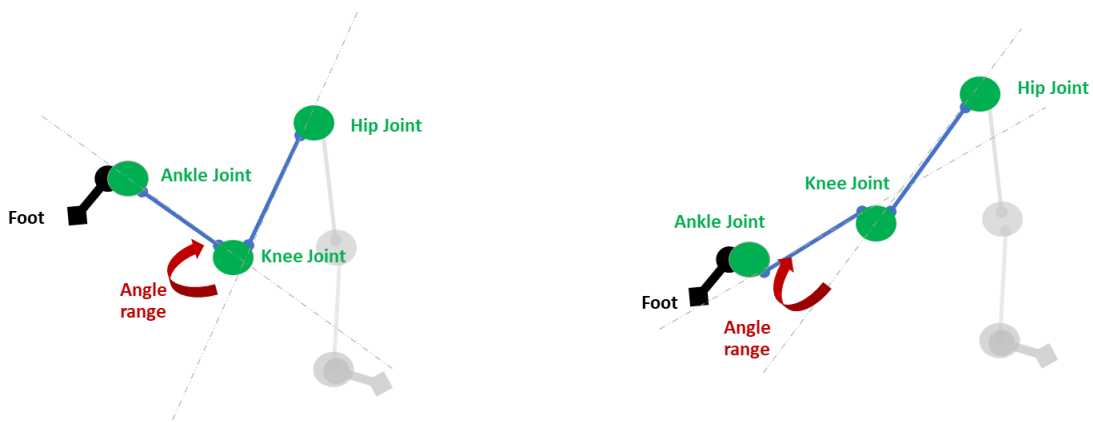 Hip Joint
Ankle Joint
Foot
Knee Joint
Angle
range
Hip Joint
Knee Joint
Ankle Joint
Foot
Angle
range